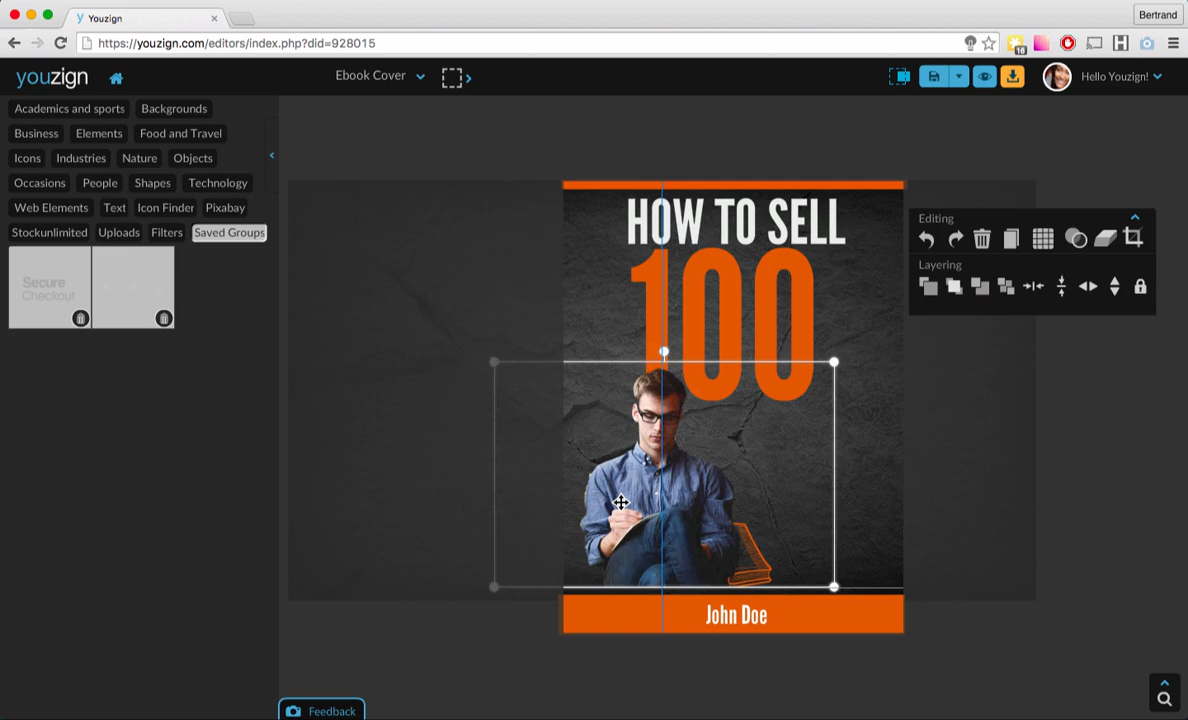 Youzign
Bertrand
https://youzign.com/editors/index.php?did=928015
16
youzign
Ebook Cover
Hello Youzign!
Academics and sports
Backgrounds
Business
Elements
Food and Travel
Icons
Industries
Nature
Objects
Occasions
People
Shapes
Technology
Web Elements
Text
Icon Finder
Pixabay
Stockunlimited
Uploads
Filters
Saved Groups
Secure
Checkout
HOW TO SELL
100
John Doe
Editing
Layering
Feedback